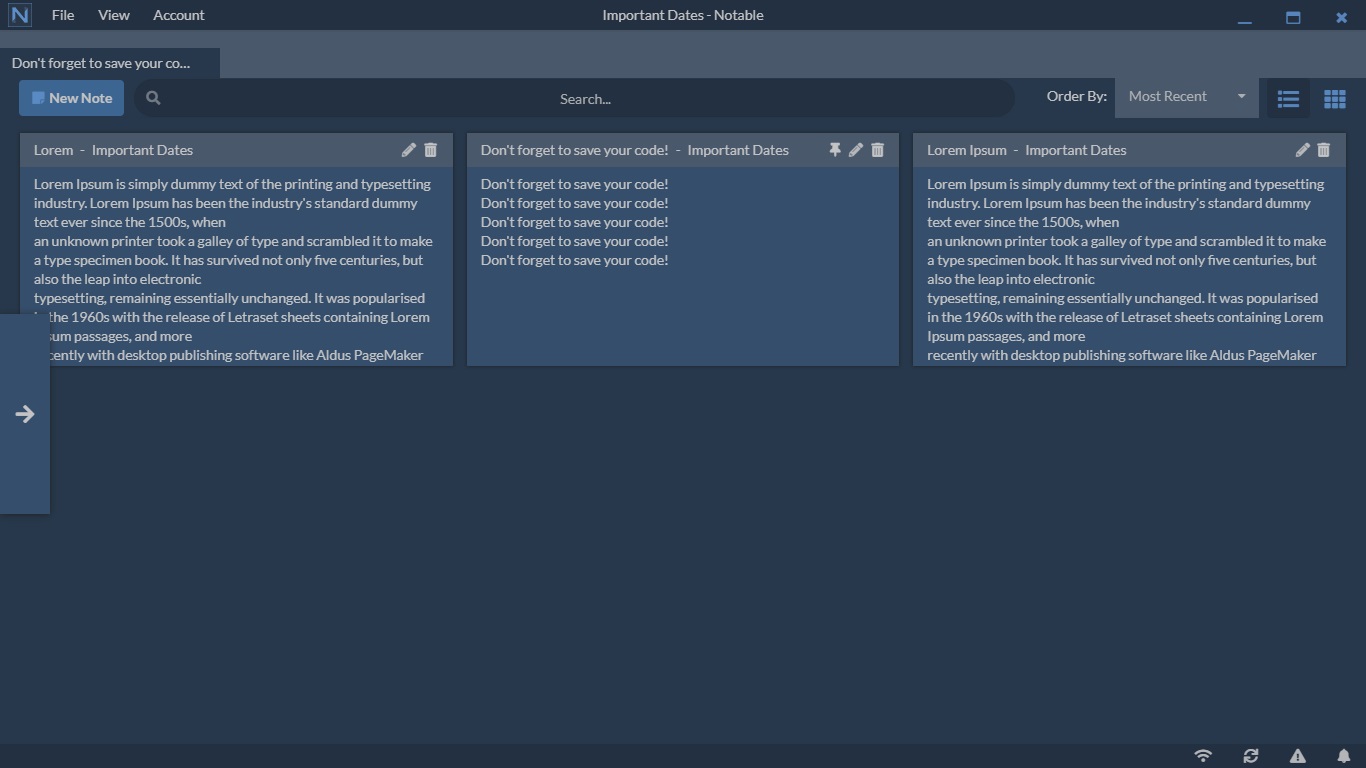 N File View Account Important Dates - Notable
Don't forget to save your co...
New Note Search... Order By: Most Recent
Lorem - Important Dates
Lorem Ipsum is simply dummy text of the printing and typesetting
industry. Lorem Ipsum has been the industry's standard dummy
text ever since the 1500s, when
an unknown printer took a galley of type and scrambled it to make
a type specimen book. It has survived not only five centuries, but
also the leap into electronic
typesetting, remaining essentially unchanged. It was popularised
the 1960s with the release of Letraset sheets containing Lorem
sum passages, and more
cently with desktop publishing software like Aldus PageMaker
Don't forget to save your code! - Important Dates
Don't forget to save your code!
Don't forget to save your code!
Don't forget to save your code!
Don't forget to save your code!
Don't forget to save your code!
Lorem Ipsum - Important Dates
Lorem Ipsum is simply dummy text of the printing and typesetting
industry. Lorem Ipsum has been the industry's standard dummy
text ever since the 1500s, when
an unknown printer took a galley of type and scrambled it to make
a type specimen book. It has survived not only five centuries, but
also the leap into electronic
typesetting, remaining essentially unchanged. It was popularised
in the 1960s with the release of Letraset sheets containing Lorem
Ipsum passages, and more
recently with desktop publishing software like Aldus PageMaker